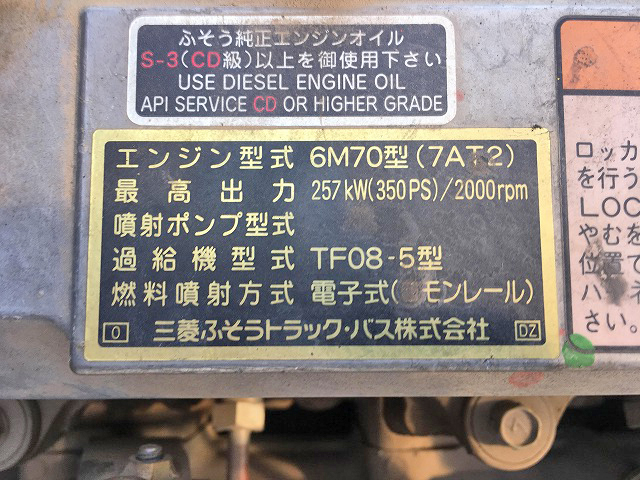 ふそう純正エンジンオイル
S-3(CD級)以上を御使用下さい
USE DIESEL ENGINE OIL
API SERVICE CD OR HIGHER GRADE
エンジン型式 6M70型(7AT2)
最高出力 257kW(350PS)/2000rpm
噴射ポンプ型式
過給機型式 TF08-5型
燃料噴射方式 電子式( モンレール)
0 三菱ふそうトラック・バス株式会社 DZ
ロッカ
を行う
LOC
やむを
位置で
さい。